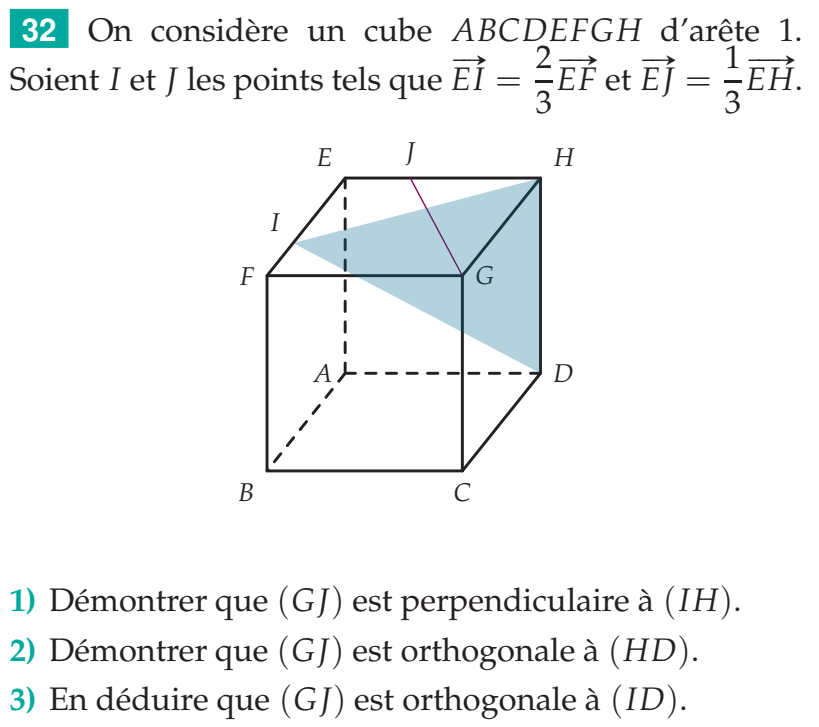 32 On considère un cube ABCDEFGH d'arête 1.
Soient I et J les points tels que $\overrightarrow{EI} = \frac{2}{3}\overrightarrow{EF}$ et $\overrightarrow{EJ} = \frac{1}{3}\overrightarrow{EH}$.
E J H
I
F G
A D
B C
1) Démontrer que (GJ) est perpendiculaire à (IH).
2) Démontrer que (GJ) est orthogonale à (HD).
3) En déduire que (GJ) est orthogonale à (ID).